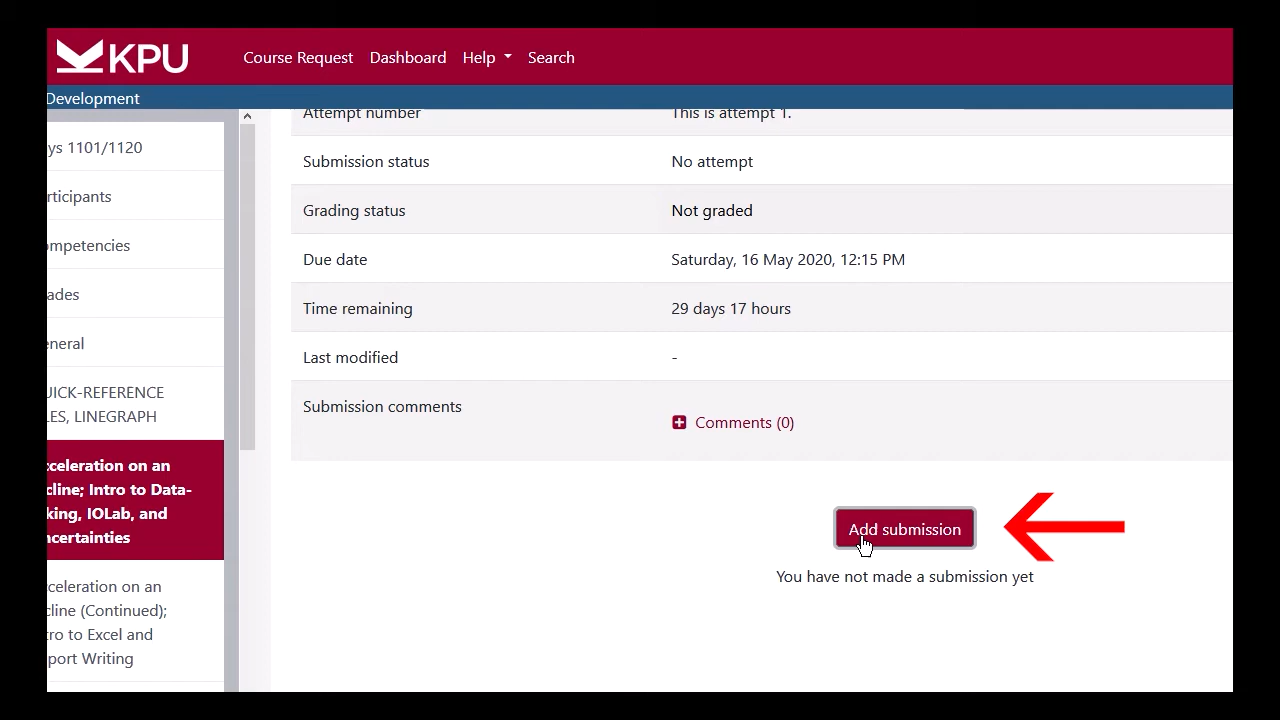 KPU
Course Request Dashboard Help Search
Development
ys 1101/1120
rticipants
ompetencies
ades
eneral
UICK-REFERENCE
LES, LINEGRAPH
cceleration on an
cline; Intro to Data-
king, IOLab, and
ncertainties
cceleration on an
cline (Continued);
tro to Excel and
port Writing
Attempt number This is attempt 1.
Submission status No attempt
Grading status Not graded
Due date Saturday, 16 May 2020, 12:15 PM
Time remaining 29 days 17 hours
Last modified -
Submission comments
Comments (0)
Add submission
You have not made a submission yet